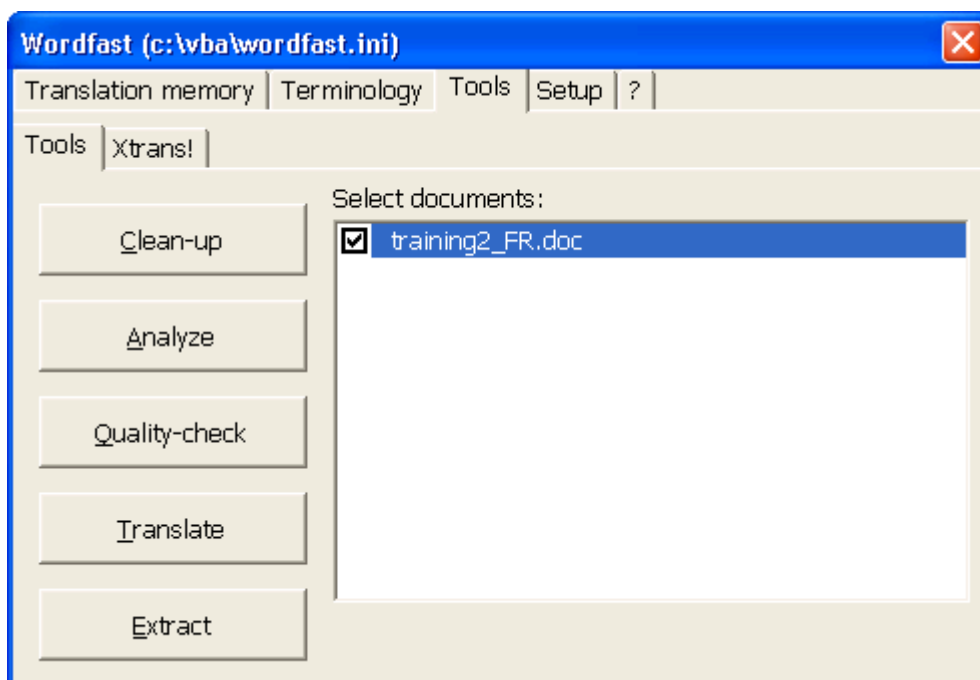 Wordfast (c:\vba\wordfast.ini)
Translation memory Terminology Tools Setup ?
Tools Xtrans!
Select documents:
Clean-up
training2_FR.doc
Analyze
Quality-check
Translate
Extract